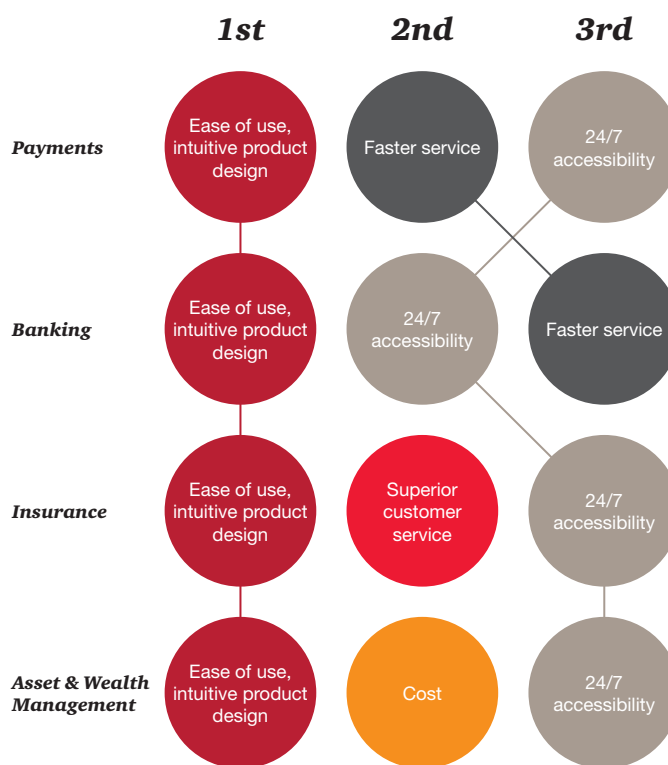 1st 2nd 3rd
Payments
Ease of use,
intuitive product
design
Faster service
24/7
accessibility
Banking
Ease of use,
intuitive product
design
24/7
accessibility
Faster service
Insurance
Ease of use,
intuitive product
design
Superior
customer
service
24/7
accessibility
Asset & Wealth
Management
Ease of use,
intuitive product
design
Cost
24/7
accessibility